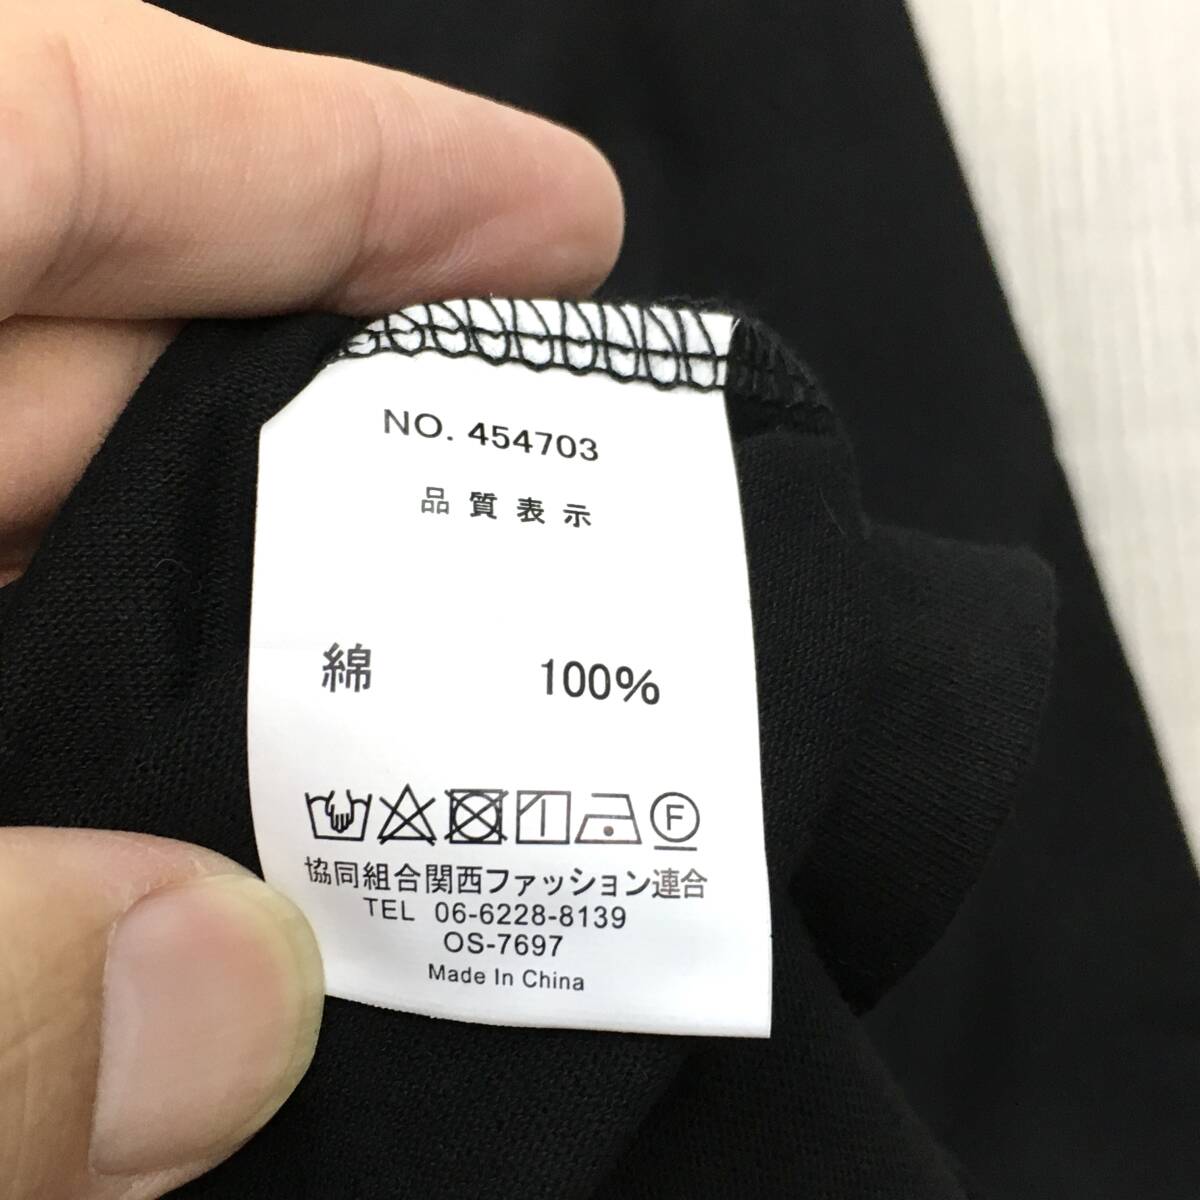 NO. 454703
品質表示
綿 100%
F
協同組合関西ファッション連合
TEL 06-6228-8139
OS-7697
Made In China